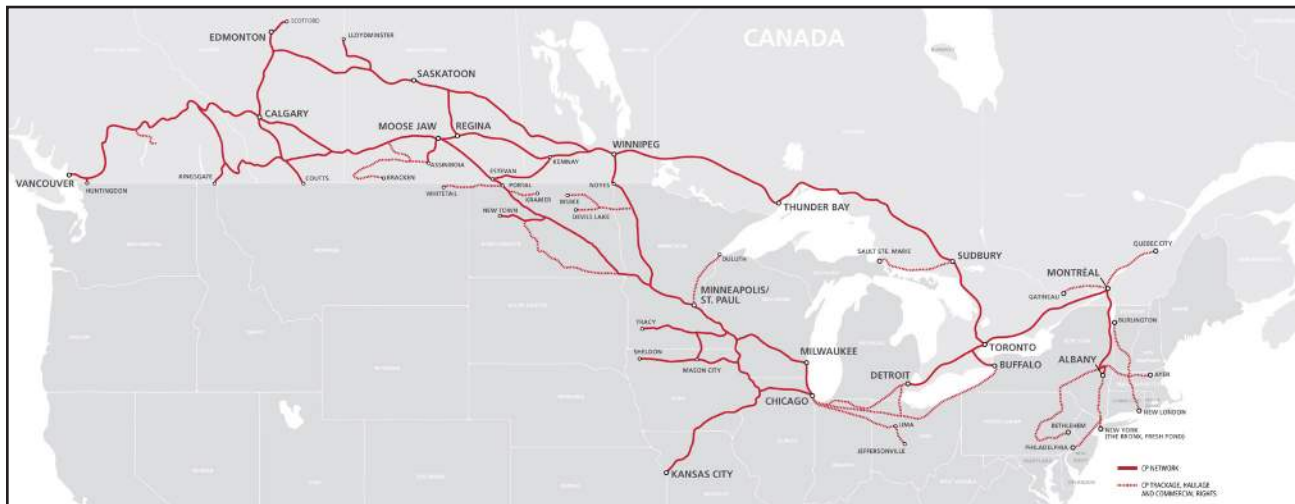 SCOTFORD
EDMONTON
LLOYDMINSTER
CANADA
SASKATOON
CALGARY
MOOSE JAW
REGINA
WINNIPEG
KEMNAY
ASSINIBOIA
ESTEVAN
VANCOUVER
HUNTINGDON
KINGSGATE
COUTTS
BRACKEN
WHITETAIL
PORTAL
KRAMER
NOYES
NEW TOWN
DEVILS LAKE
THUNDER BAY
DULUTH
SAULT STE. MARIE
SUDBURY
QUEBEC CITY
MONTRÉAL
GATINEAU
MINNEAPOLIS/
ST. PAUL
BURLINGTON
TRACY
TORONTO
SHELDON
MASON CITY
MILWAUKEE
BUFFALO
ALBANY
AYER
DETROIT
CHICAGO
NEW LONDON
LIMA
BETHLEHEM
NEW YORK
(THE BRONX, FRESH POND)
JEFFERSONVILLE
PHILADELPHIA
KANSAS CITY
CP NETWORK
CP TRACKAGE, HAULAGE
AND COMMERCIAL RIGHTS